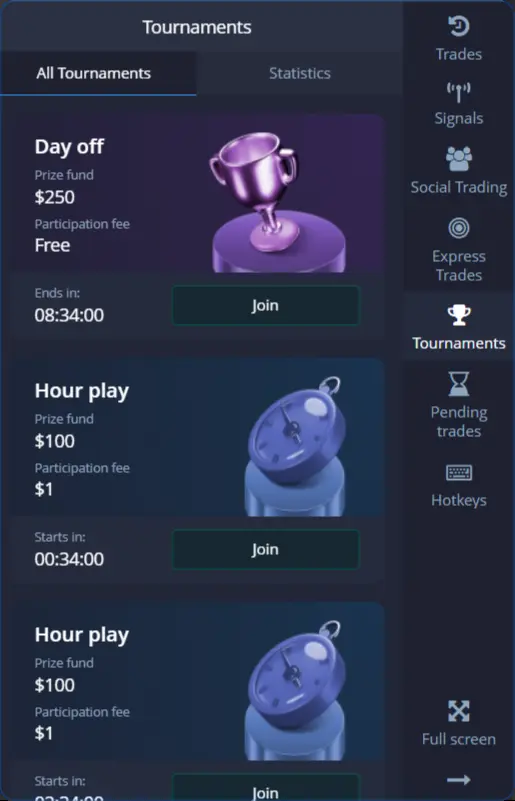 Tournaments
All Tournaments
Statistics
Day off
Prize fund
$250
Participation fee
Free
Ends in:
08:34:00
Join
Hour play
Prize fund
$100
Participation fee
$1
Starts in:
00:34:00
Join
Hour play
Prize fund
$100
Participation fee
$1
Starts in:
Join
Trades
Signals
Social Trading
Express
Trades
Tournaments
Pending
trades
Hotkeys
Full screen